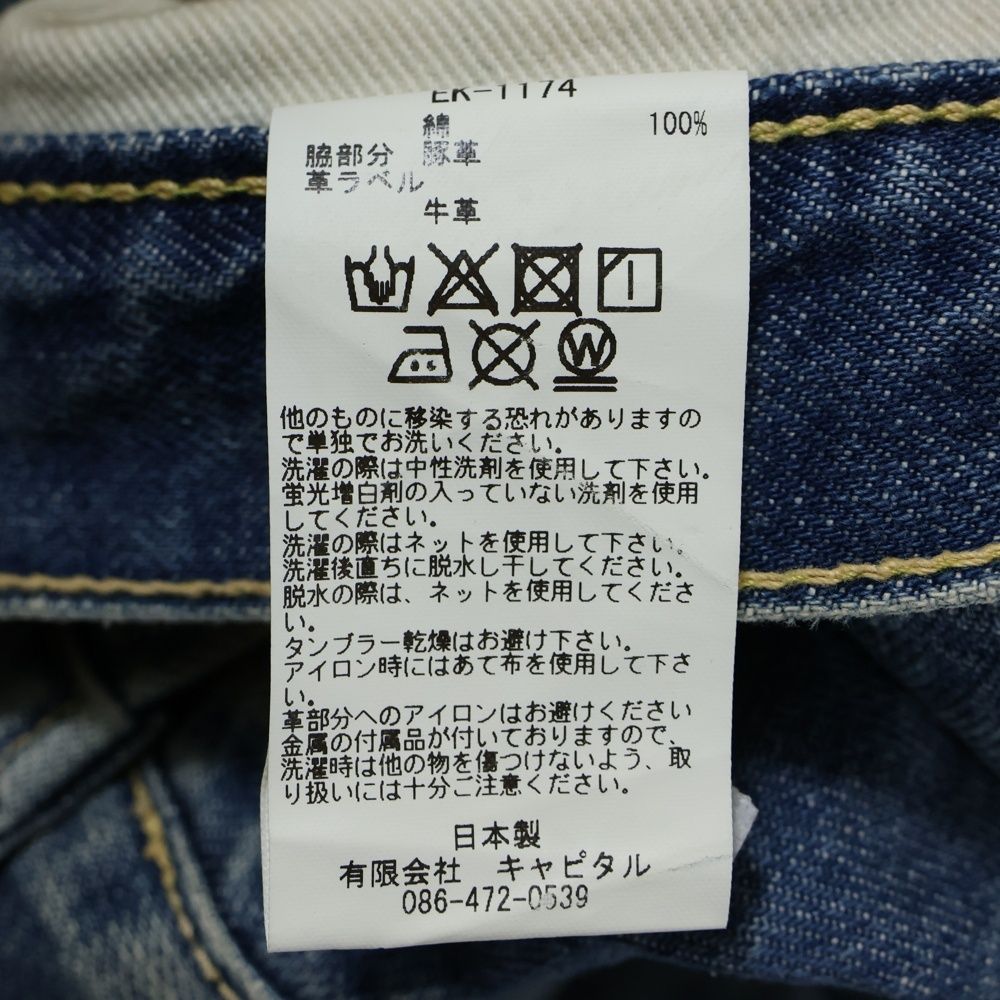 EK-1174
綿 100%
脇部分 豚革
革ラベル
牛革
W
他のものに移染する恐れがありますの
で単独でお洗いください。
洗濯の際は中性洗剤を使用して下さい。
蛍光増白剤の入っていない洗剤を使用
してください。
洗濯の際はネットを使用して下さい。
洗濯後直ちに脱水し干してください。
脱水の際は、ネットを使用してくださ
い。
タンブラー乾燥はお避け下さい。
アイロン時にはあて布を使用して下さ
い。
革部分へのアイロンはお避けください
金属の付属品が付いておりますので、
洗濯時は他の物を傷つけないよう、取
り扱いには十分ご注意ください。
日本製
有限会社 キャピタル
086-472-0539